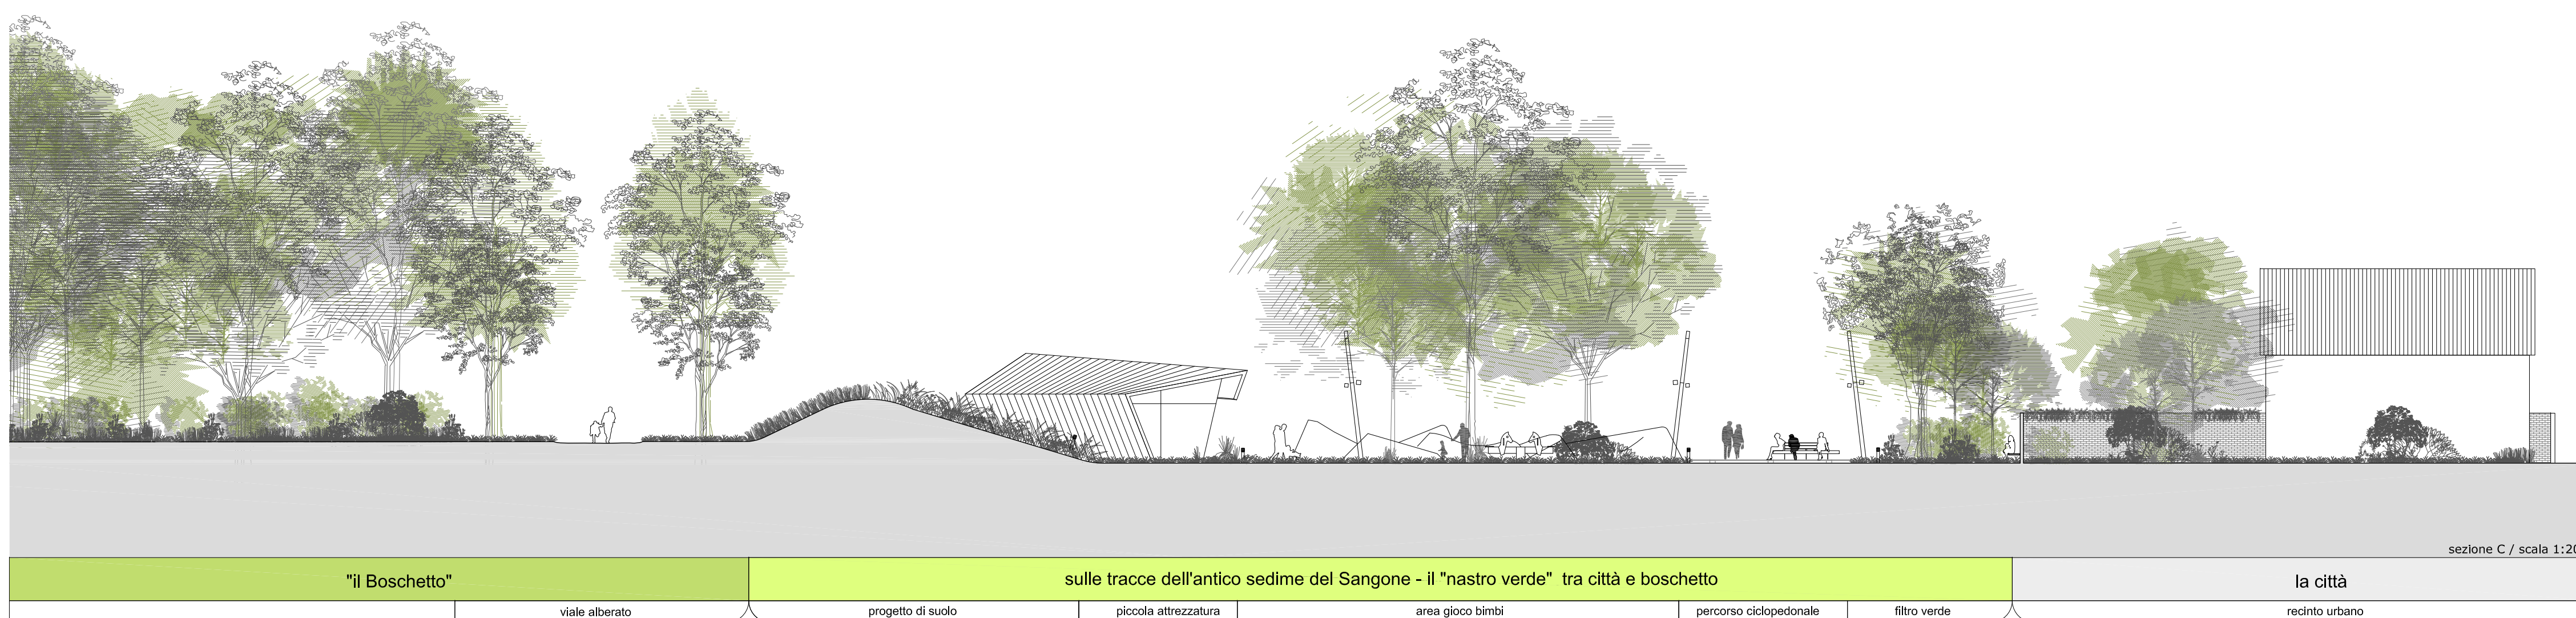 sezione C / scala 1:20
"il Boschetto"
sulle tracce dell'antico sedime del Sangone - il "nastro verde" tra città e boschetto
la città
viale alberato
progetto di suolo
piccola attrezzatura
area gioco bimbi
percorso ciclopedonale
filtro verde
recinto urbano